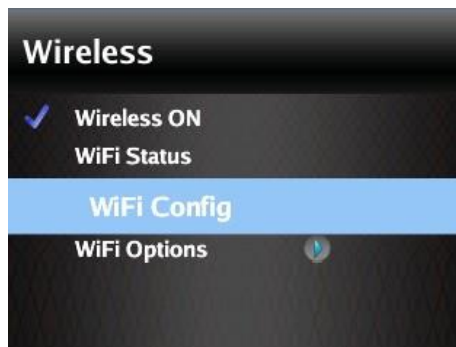 Wireless
Wireless ON
WiFi Status
WiFi Config
WiFi Options